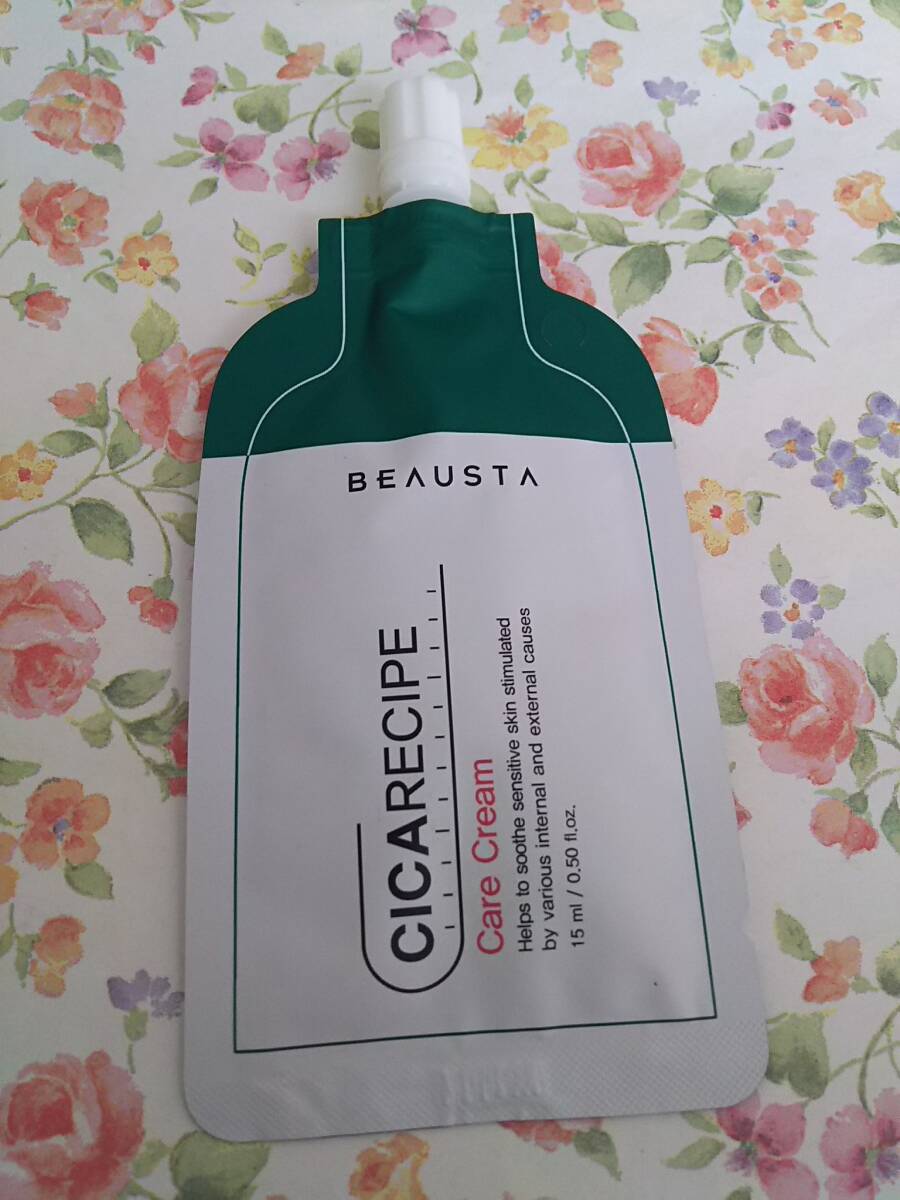 BEAUSTA
CICARECIPE
Care Cream
Helps to soothe sensitive skin stimulated
by various internal and external causes
15 ml / 0.50 fl.oz.